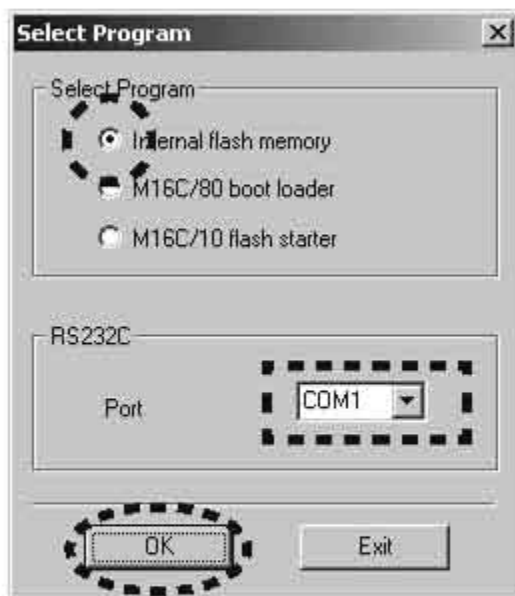 Select Program
Select Program
Internal flash memory
M16C/80 boot loader
M16C/10 flash starter
RS232C
Port
COM1
OK
Exit